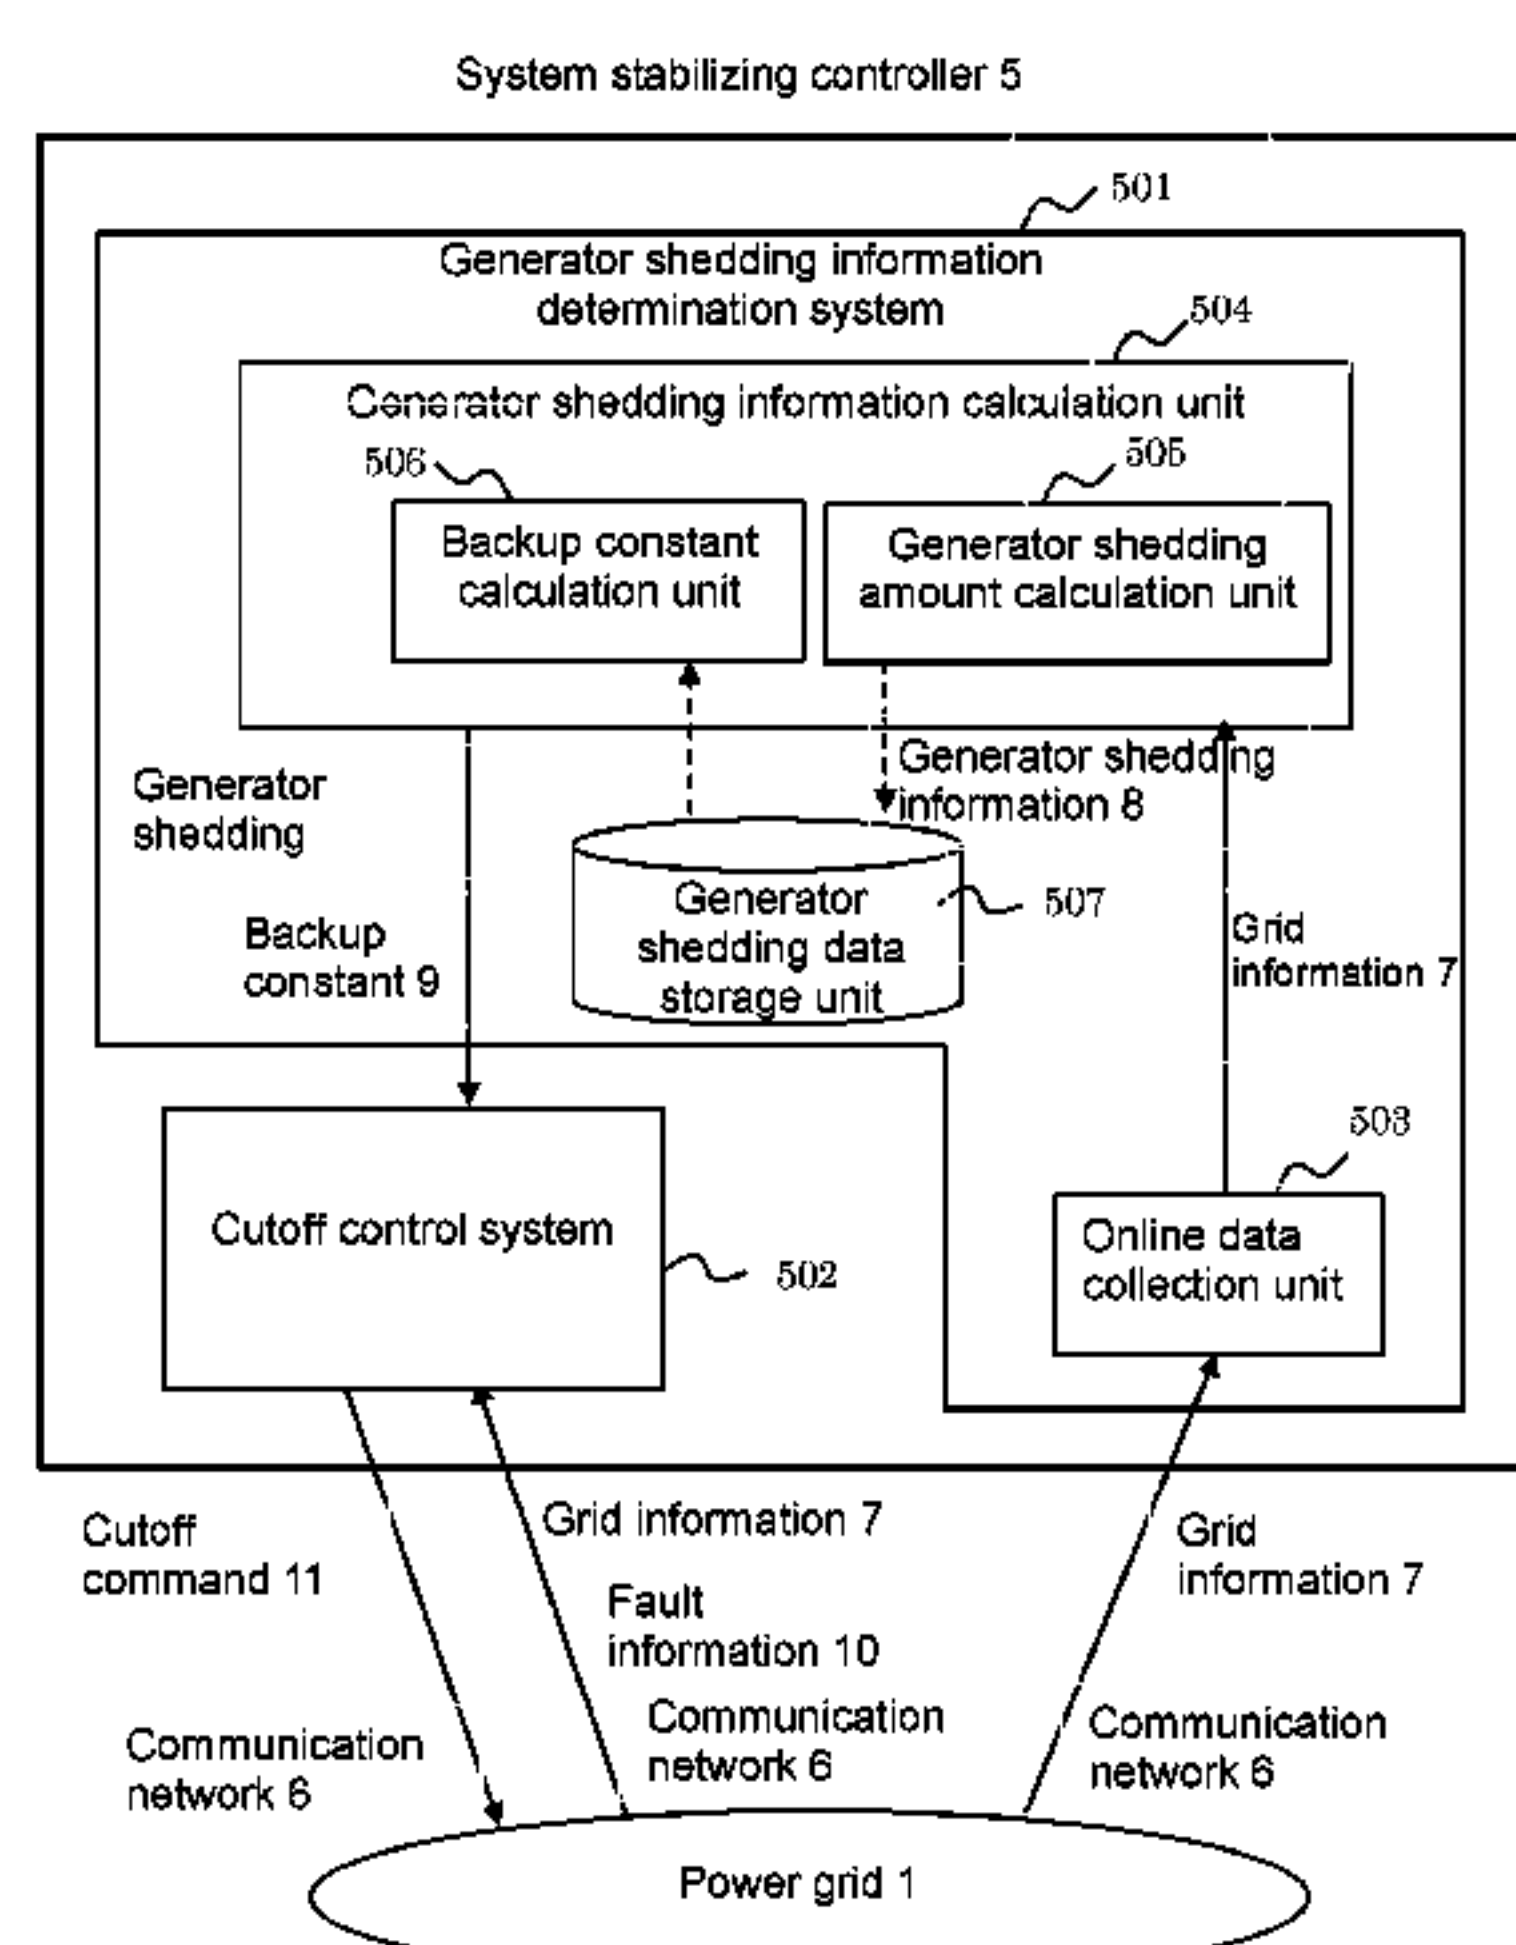 System stabilizing controller 5
501
Generator shedding information
determination system
504
Generator shedding information calculation unit
506
505
Backup constant
calculation unit
Generator shedding
amount calculation unit
Generator shedding
information 8
Generator
shedding
Backup
constant 9
Generator
shedding data
storage unit
507
Grid
information 7
503
Cutoff control system
502
Online data
collection unit
Cutoff
command 11
Grid information 7
Fault
information 10
Grid
information 7
Communication
network 6
Communication
network 6
Communication
network 6
Power grid 1